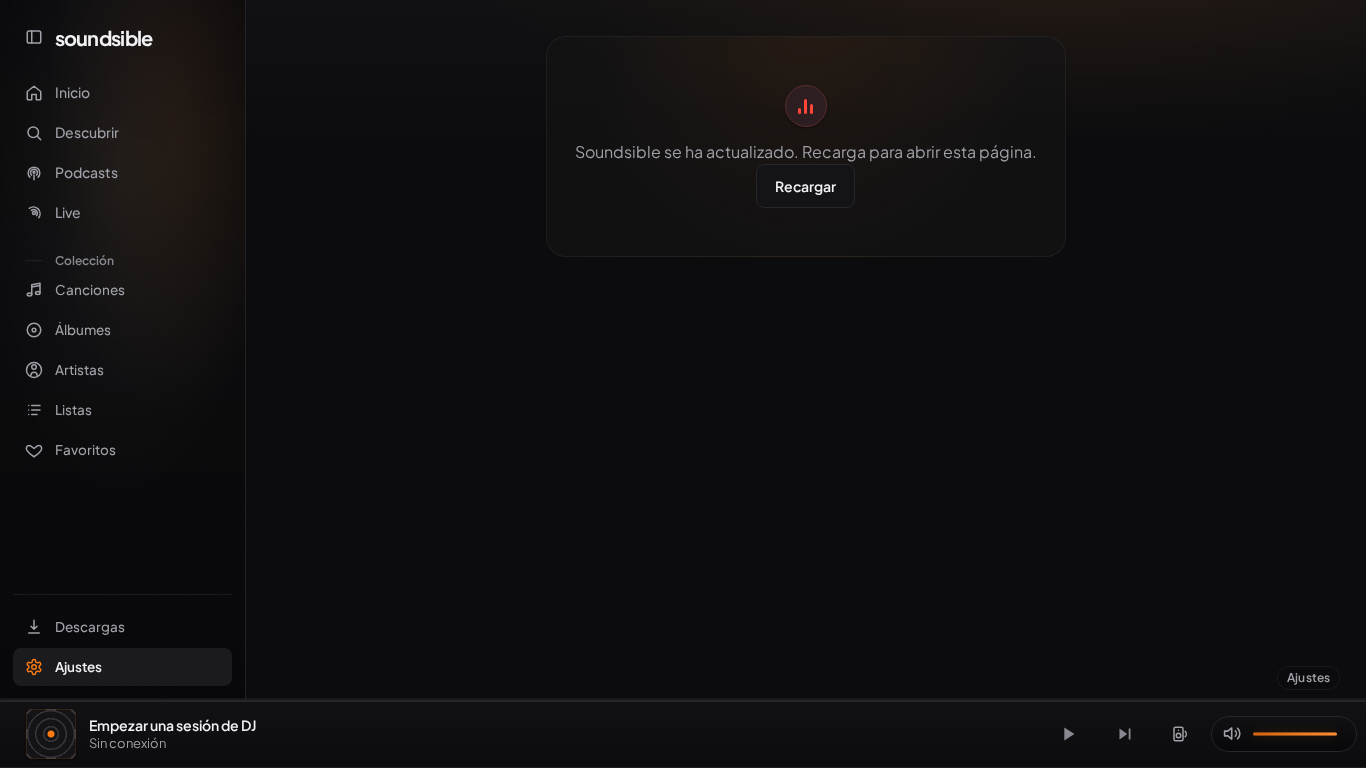 soundsible
Inicio
Descubrir
Podcasts
Live
Colección
Canciones
Álbumes
Artistas
Listas
Favoritos
Descargas
Ajustes
Soundsible se ha actualizado. Recarga para abrir esta página.
Recargar
Ajustes
Empezar una sesión de DJ
Sin conexión